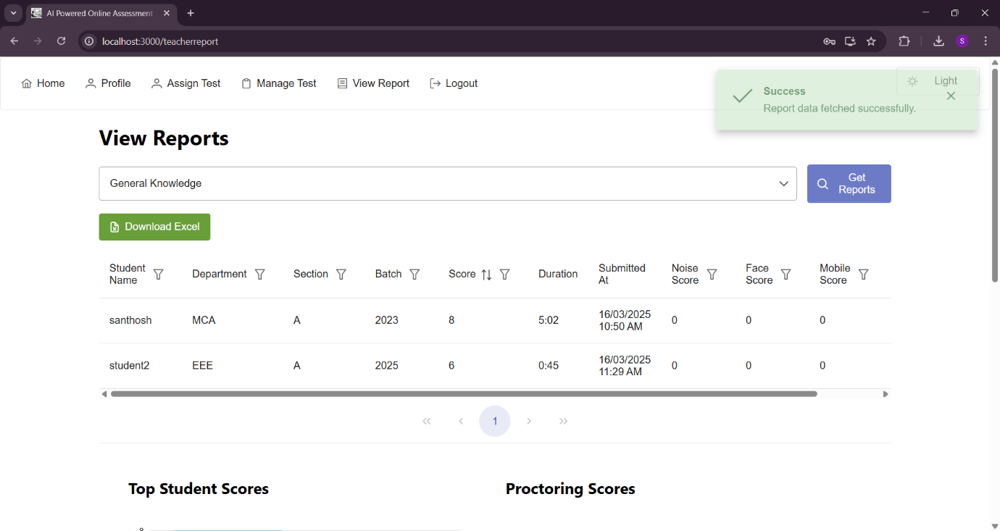 AI Powered Online Assessment
localhost:3000/teacherreport
S
Home Profile Assign Test Manage Test View Report Logout
Light
Success
Report data fetched successfully.
View Reports
General Knowledge
Get
Reports
Download Excel
Student
Name Department Section Batch Score Duration Submitted
At Noise
Score Face
Score Mobile
Score
santhosh MCA A 2023 8 5:02 16/03/2025
10:50 AM 0 0 0
student2 EEE A 2025 6 0:45 16/03/2025
11:29 AM 0 0 0
1
Top Student Scores
Proctoring Scores